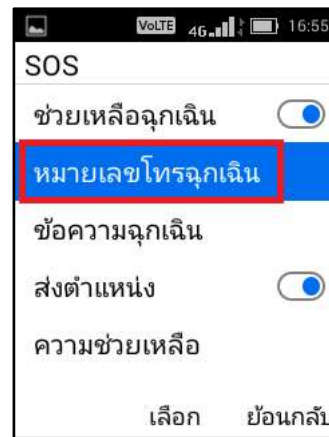 VoLTE 4G 16:55
SOS
ช่วยเหลือฉุกเฉิน
หมายเลขโทรฉุกเฉิน
ข้อความฉุกเฉิน
ส่งตำแหน่ง
ความช่วยเหลือ
เลือก ย้อนกลับ